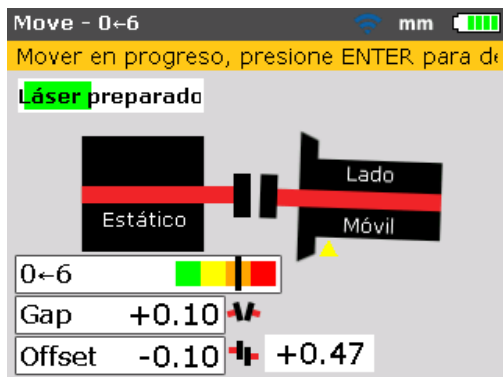 Move - 0←6 mm
Mover en progreso, presione ENTER para
Láser preparado
Lado
Estático
Móvil
0←6
Gap +0.10
Offset -0.10 +0.47